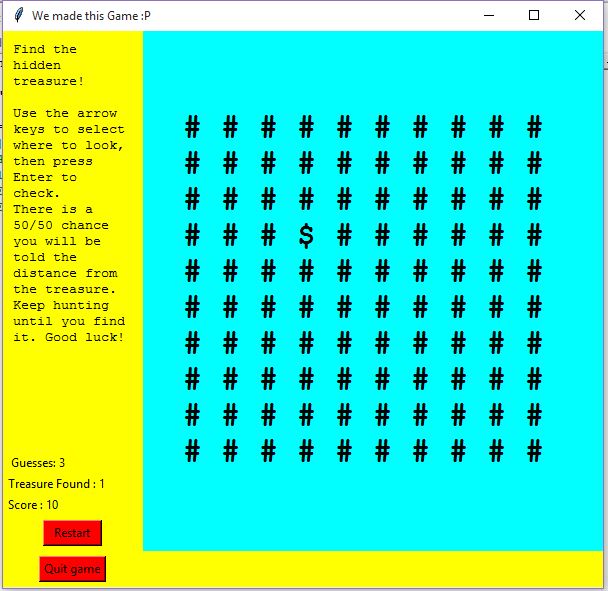 We made this Game :P
Find the
hidden
treasure!
Use the arrow
keys to select
where to look,
then press
Enter to
check.
There is a
50/50 chance
you will be
told the
distance from
the treasure.
Keep hunting
until you find
it. Good luck!
# # # # # # # # # #
# # # # # # # # # #
# # # # # # # # # #
# # # $ # # # # # #
# # # # # # # # # #
# # # # # # # # # #
# # # # # # # # # #
# # # # # # # # # #
# # # # # # # # # #
# # # # # # # # # #
Guesses: 3
Treasure Found : 1
Score : 10
Restart
Quit game